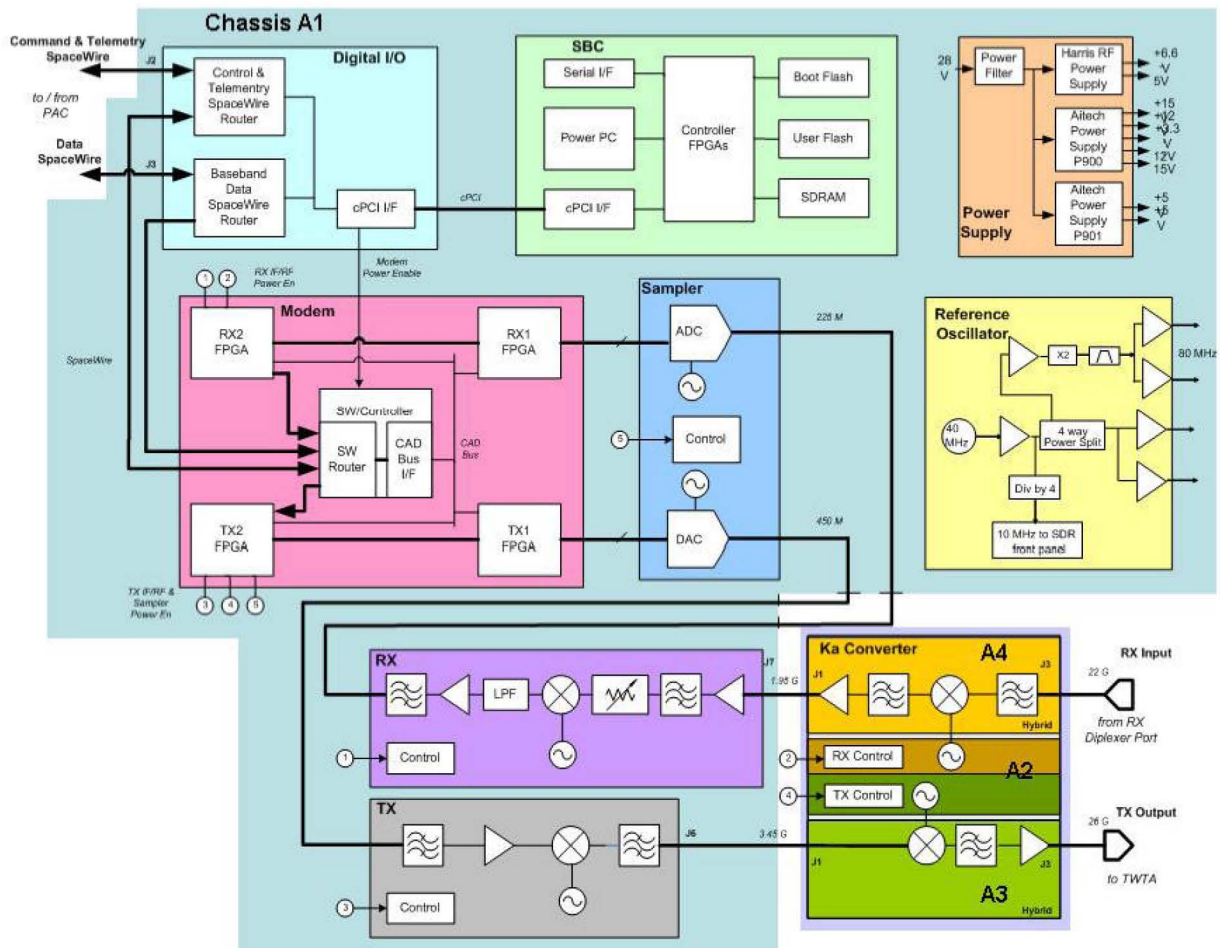 Chassis A1
Command & Telemetry
SpaceWire
J2
to / from
PAC
Data
SpaceWire
J3
Digital I/O
Control &
Telementry
SpaceWire
Router
Baseband
Data
SpaceWire
Router
cPCI I/F
cPCI
SBC
Serial I/F
Power PC
cPCI I/F
Controller
FPGAs
Boot Flash
User Flash
SDRAM
28
V
Power
Filter
Harris RF
Power
Supply
+6.6
V
5V
Aitech
Power
Supply
P900
+15
+12
V
+3.3
V
12V
15V
Aitech
Power
Supply
P901
+5
V
+5
V
Power
Supply
Modem
Power Enable
1
2
RX IF/RF
Power En
SpaceWire
Modem
RX2
FPGA
RX1
FPGA
SW/Controller
SW
Router
CAD
Bus
I/F
CAD
Bus
TX2
FPGA
TX1
FPGA
TX IF/RF &
Sampler
Power En
3
4
5
Sampler
ADC
5
Control
DAC
225 M
450 M
Reference
Oscillator
X2
80 MHz
40
MHz
4 way
Power Split
Div by 4
10 MHz to SDR
front panel
RX
J7
LPF
1
Control
1.95 G
TX
J6
3
Control
3.45 G
Ka Converter
A4
J1
J3
Hybrid
2
RX Control
A2
4
TX Control
J1
J3
A3
Hybrid
RX Input
22 G
from RX
Diplexer Port
TX Output
26 G
to TWTA